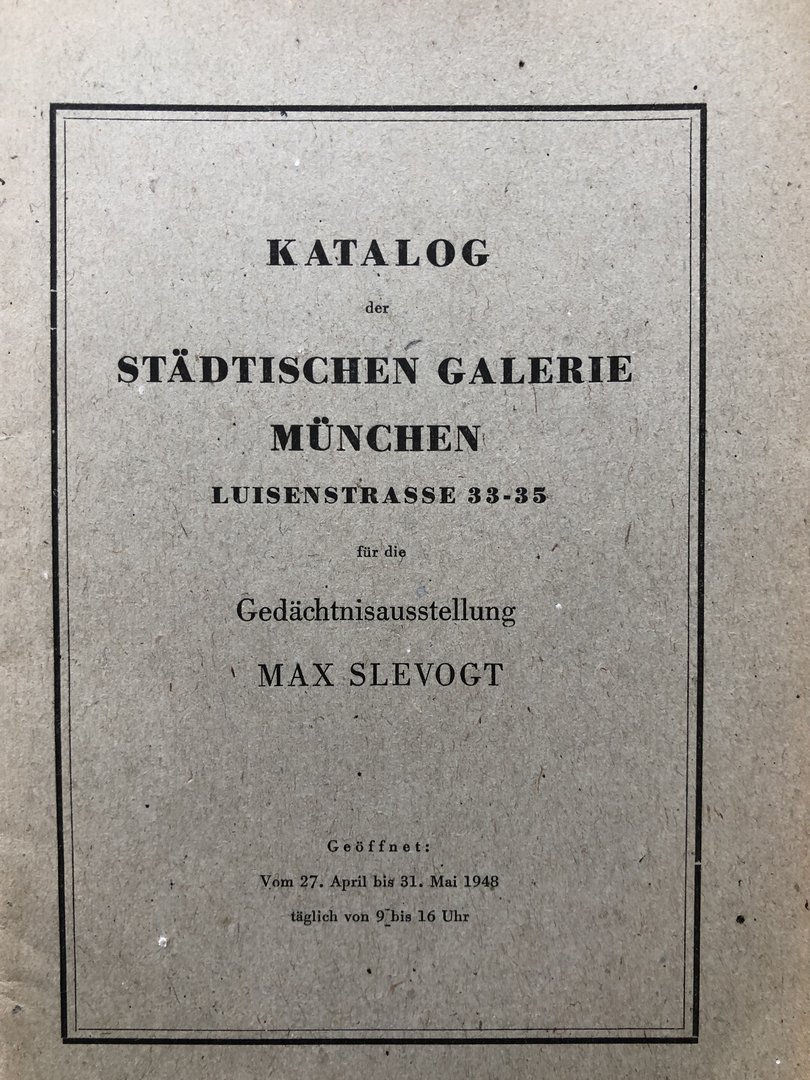 KATALOG
der
STÄDTISCHEN GALERIE
MÜNCHEN
LUISENSTRASSE 33-35
für die
Gedächtnisausstellung
MAX SLEVOGT
Geöffnet:
Vom 27. April bis 31. Mai 1948
täglich von 9 bis 16 Uhr